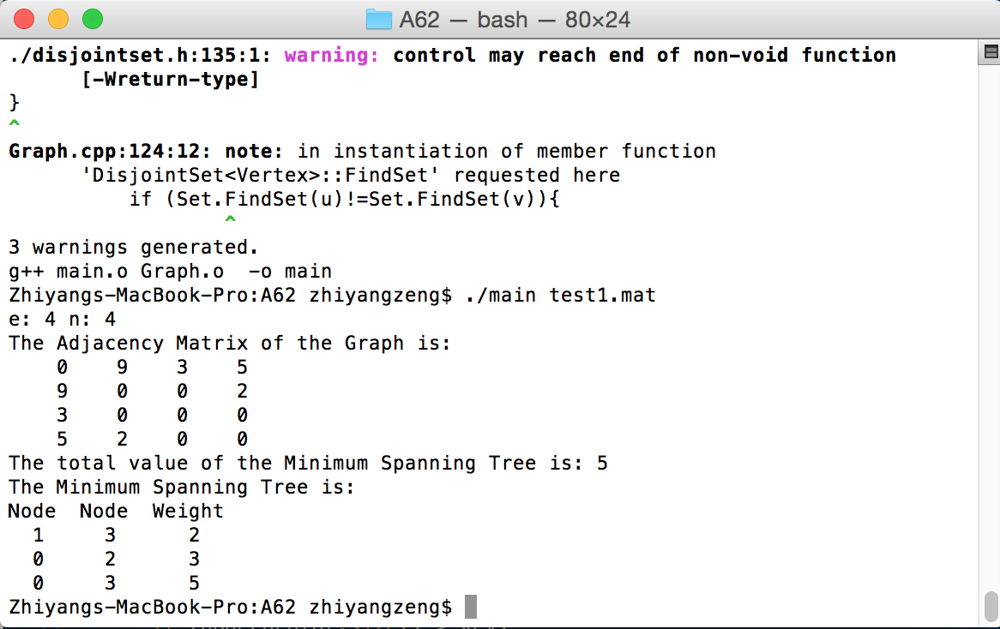 A62 — bash — 80×24
./disjointset.h:135:1: warning: control may reach end of non-void function
[-Wreturn-type]
}
^
Graph.cpp:124:12: note: in instantiation of member function
'DisjointSet<Vertex>::FindSet' requested here
if (Set.FindSet(u)!=Set.FindSet(v)){
^
3 warnings generated.
g++ main.o Graph.o  -o main
Zhiyangs-MacBook-Pro:A62 zhiyangzeng$ ./main test1.mat
e: 4 n: 4
The Adjacency Matrix of the Graph is:
0 9 3 5
9 0 0 2
3 0 0 0
5 2 0 0
The total value of the Minimum Spanning Tree is: 5
The Minimum Spanning Tree is:
Node  Node  Weight
1 3 2
0 2 3
0 3 5
Zhiyangs-MacBook-Pro:A62 zhiyangzeng$